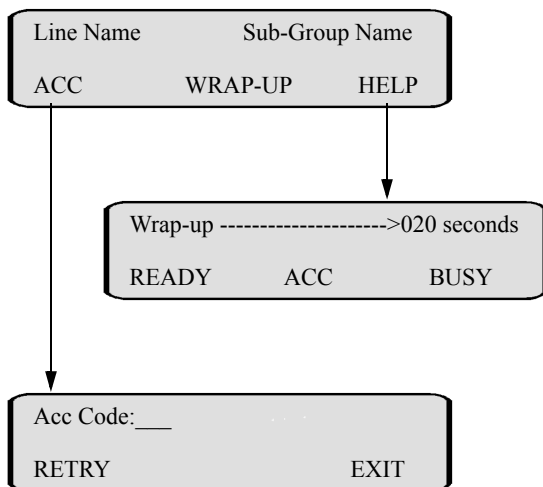 Line Name Sub-Group Name
ACC WRAP-UP HELP
Wrap-up --------------------->020 seconds
READY ACC BUSY
Acc Code:___
RETRY EXIT